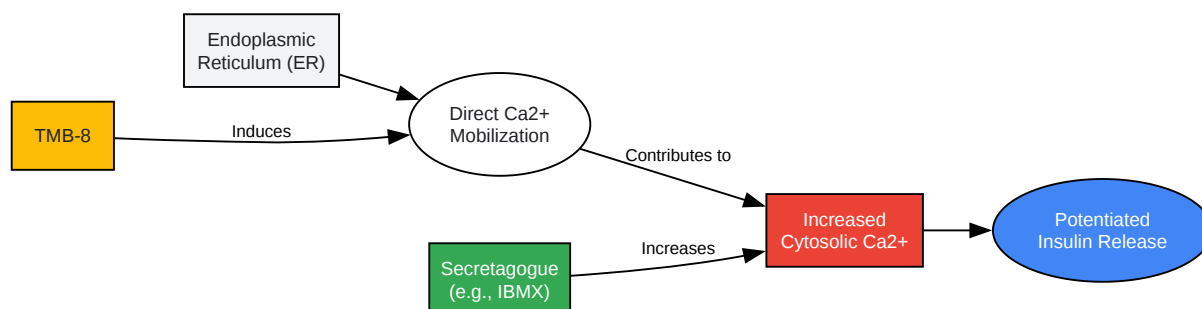 Endoplasmic
Reticulum (ER)
TMB-8
Induces
Direct Ca2+
Mobilization
Contributes to
Secretagogue
(e.g., IBMX)
Increases
Increased
Cytosolic Ca2+
Potentiated
Insulin Release